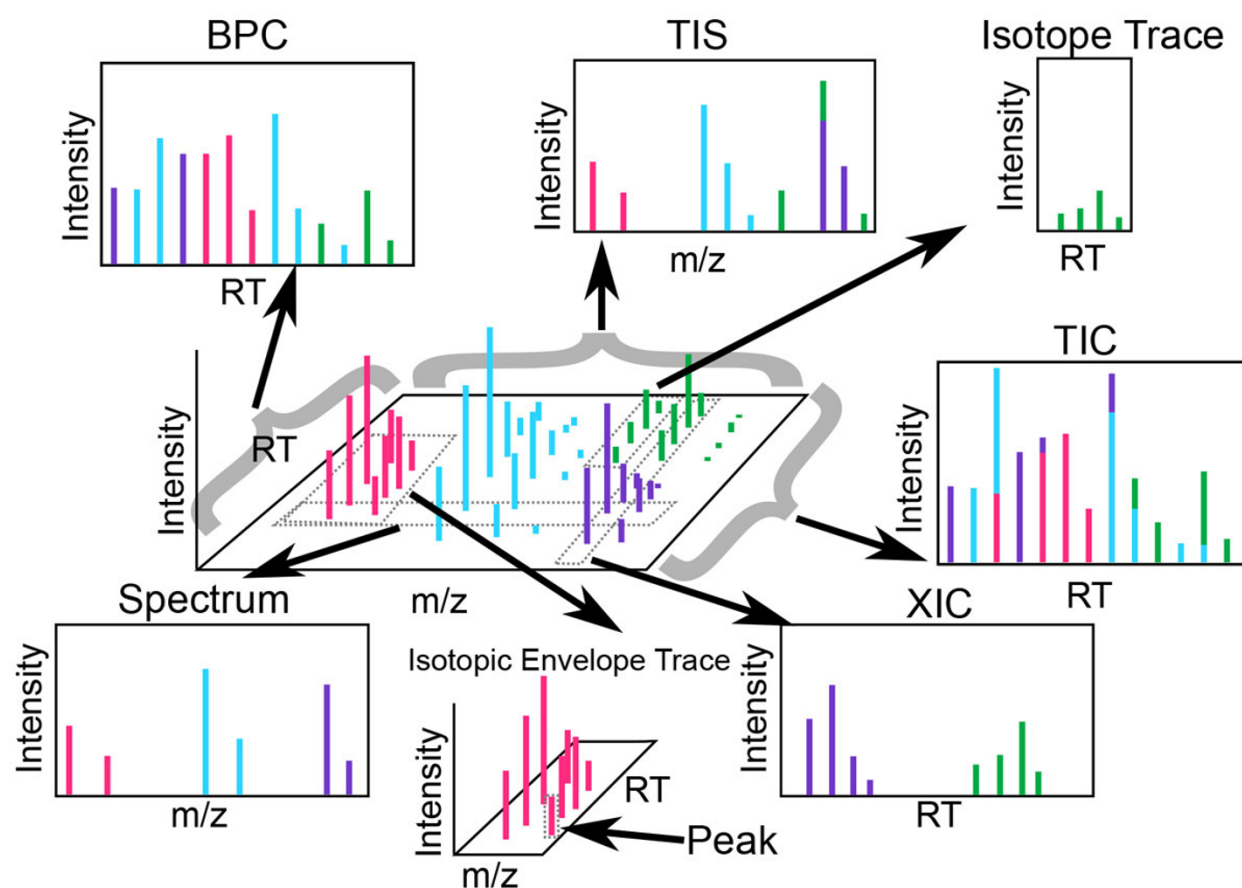 BPC
Intensity
RT
TIS
Intensity
m/z
Isotope Trace
Intensity
RT
TIC
Intensity
RT
Intensity
RT
m/z
Spectrum
Intensity
m/z
Isotopic Envelope Trace
Intensity
RT
m/z
Peak
XIC
Intensity
RT